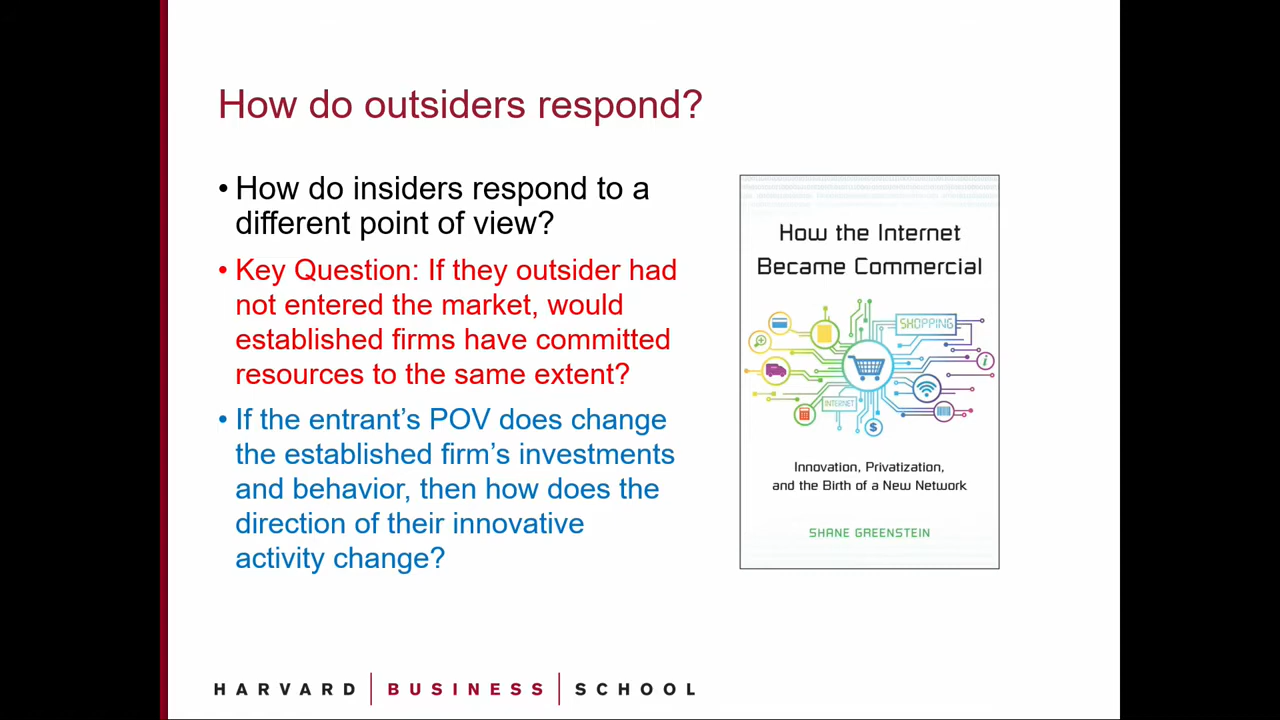 How do outsiders respond?
• How do insiders respond to a
different point of view?
• Key Question: If they outsider had
not entered the market, would
established firms have committed
resources to the same extent?
• If the entrant's POV does change
the established firm's investments
and behavior, then how does the
direction of their innovative
activity change?
How the Internet
Became Commercial
SHOPPING
INTERNET
Innovation, Privatization,
and the Birth of a New Network
SHANE GREENSTEIN
HARVARD | BUSINESS | SCHOOL